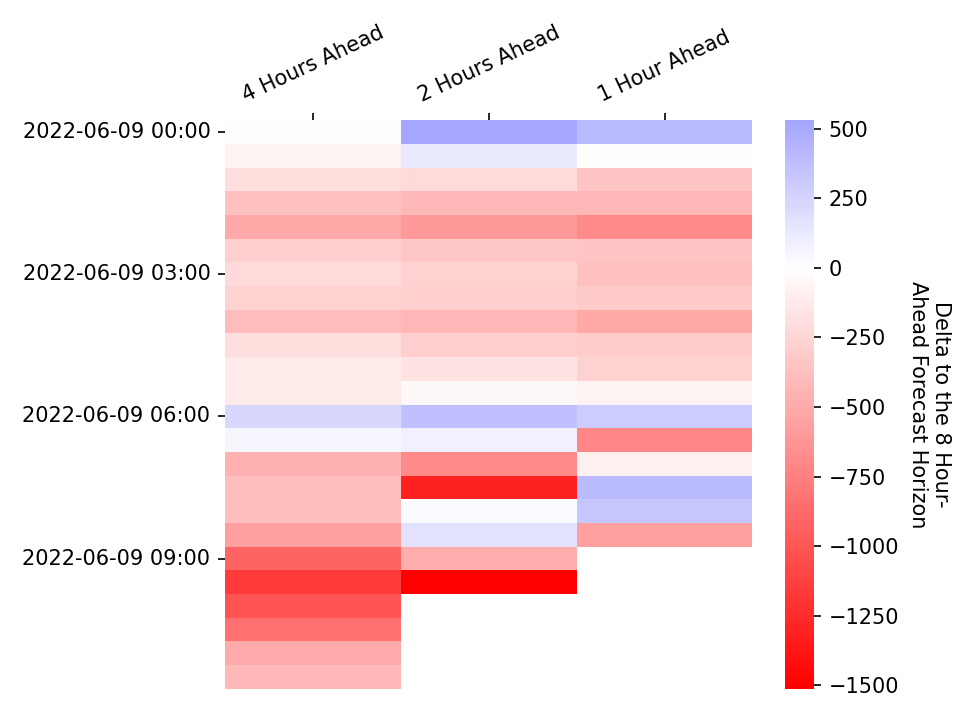 4 Hours Ahead
2 Hours Ahead
1 Hour Ahead
2022-06-09 00:00
2022-06-09 03:00
2022-06-09 06:00
2022-06-09 09:00
500
250
0
−250
−500
−750
−1000
−1250
−1500
Delta to the 8 Hour-
Ahead Forecast Horizon